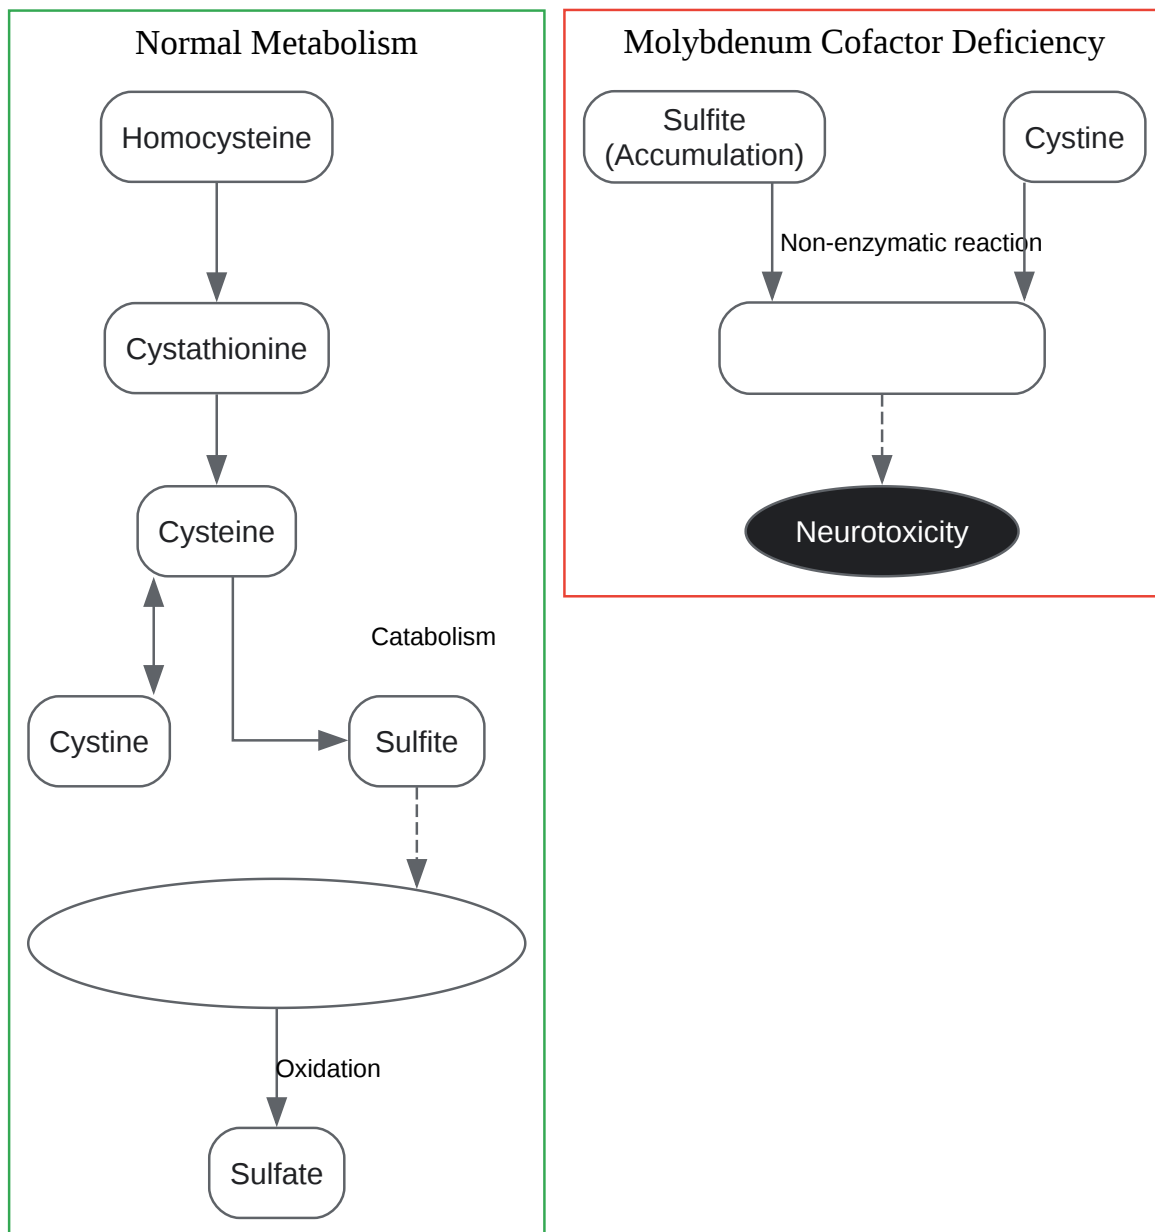 Normal Metabolism
Homocysteine
Cystathionine
Cysteine
Catabolism
Cystine
Sulfite
Oxidation
Sulfate
Molybdenum Cofactor Deficiency
Sulfite
(Accumulation)
Cystine
Non-enzymatic reaction
Neurotoxicity